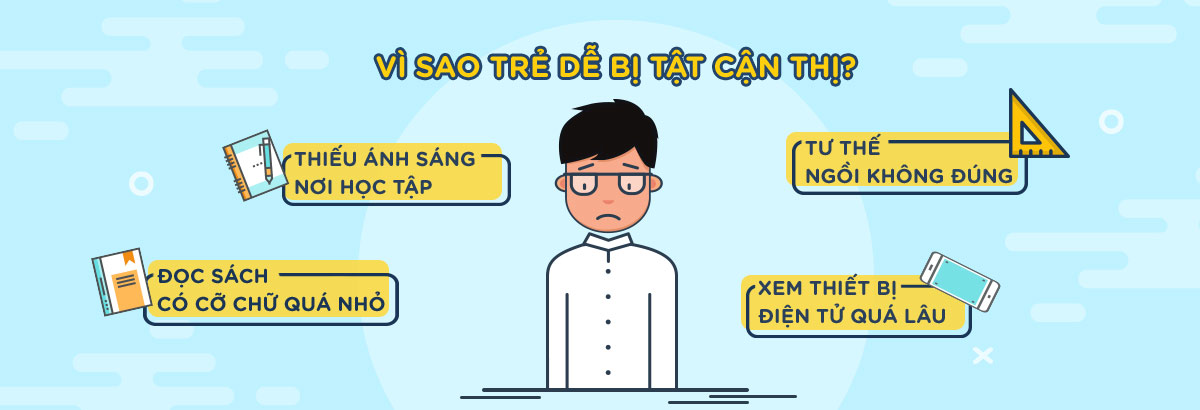 VÌ SAO TRẺ DỄ BỊ TẬT CẬN THỊ?
THIẾU ÁNH SÁNG
NƠI HỌC TẬP
ĐỌC SÁCH
CÓ CỠ CHỮ QUÁ NHỎ
TƯ THẾ
NGỒI KHÔNG ĐÚNG
XEM THIẾT BỊ
ĐIỆN TỬ QUÁ LÂU